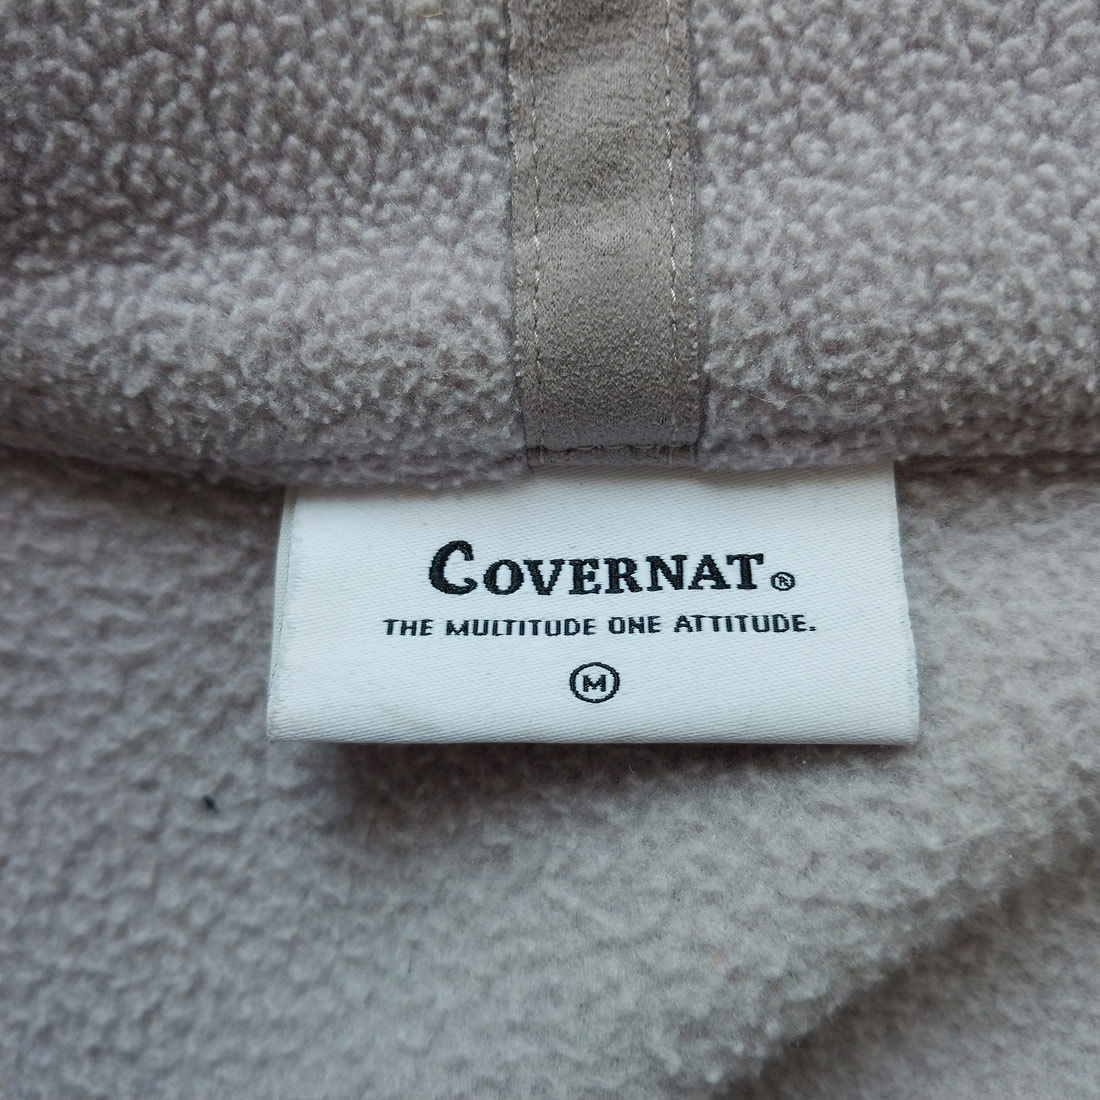 COVERNAT®
THE MULTITUDE ONE ATTITUDE.
M